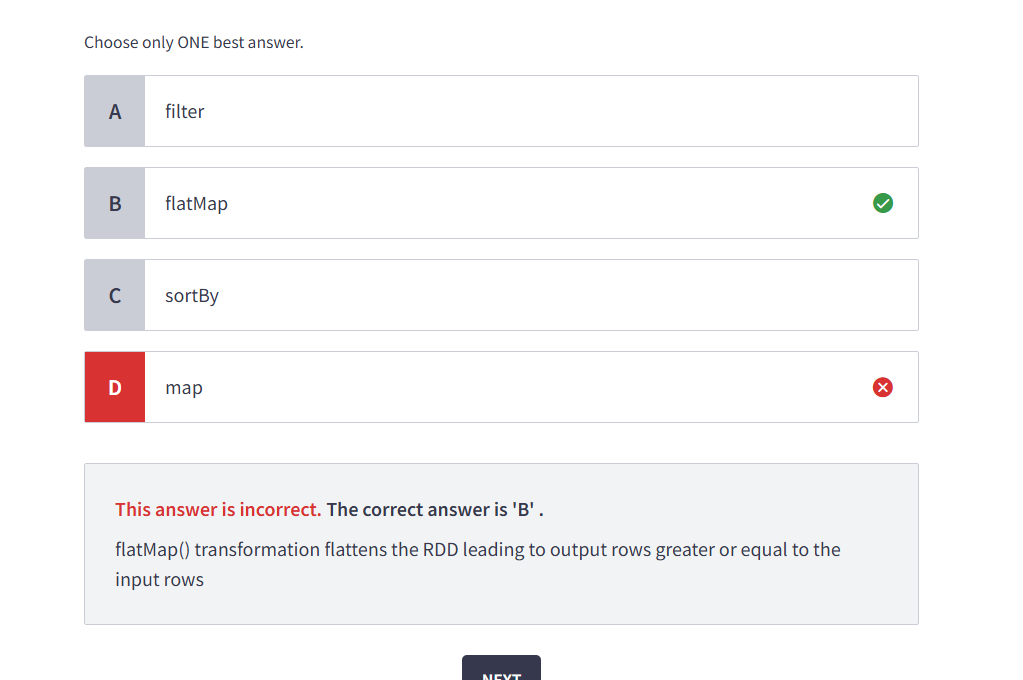 Choose only ONE best answer.
A filter
B flatMap
C sortBy
D map
This answer is incorrect. The correct answer is 'B' .
flatMap() transformation flattens the RDD leading to output rows greater or equal to the
input rows
NEXT